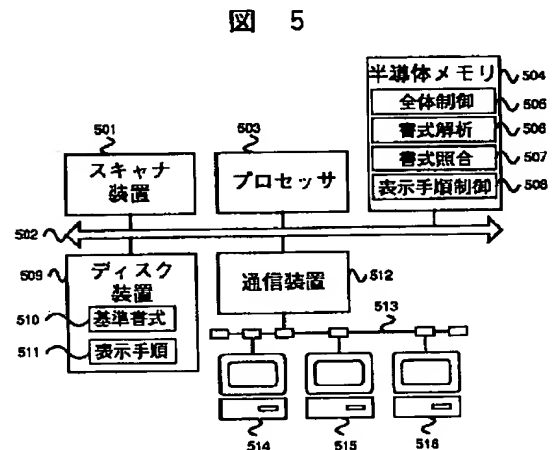 図 5
半導体メモリ 504
全体制御 505
書式解析 506
書式照合 507
表示手順制御 508
501
スキャナ
装置
503
プロセッサ
502
509
ディスク
装置
510 基準書式
511 表示手順
通信装置 512
513
514 515 516